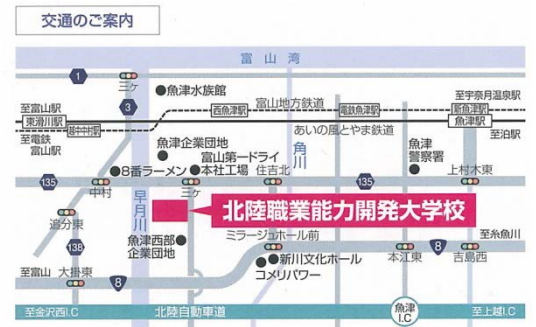 交通のご案内
富山湾
1
三ケ
3
魚津水族館
至宇奈月温泉駅
至富山駅
西魚津駅
富山地方鉄道
電鉄魚津駅
新魚津駅
東滑川駅
魚津駅
越中中村駅
あいの風とやま鉄道
至泊駅
至電鉄
富山駅
魚津企業団地
角川
魚津
警察署
富山第一ドライ
本社工場
8番ラーメン
住吉北
上村木東
135
中村
三ケ
135
早月川
北陸職業能力開発大学校
追分東
138
魚津西部
企業団地
ミラージュホール前
8
至糸魚川
新川文化ホール
コメリパワー
本江東
吉島西
至富山
大掛東
8
至金沢西I.C
北陸自動車道
魚津
I.C
至上越I.C